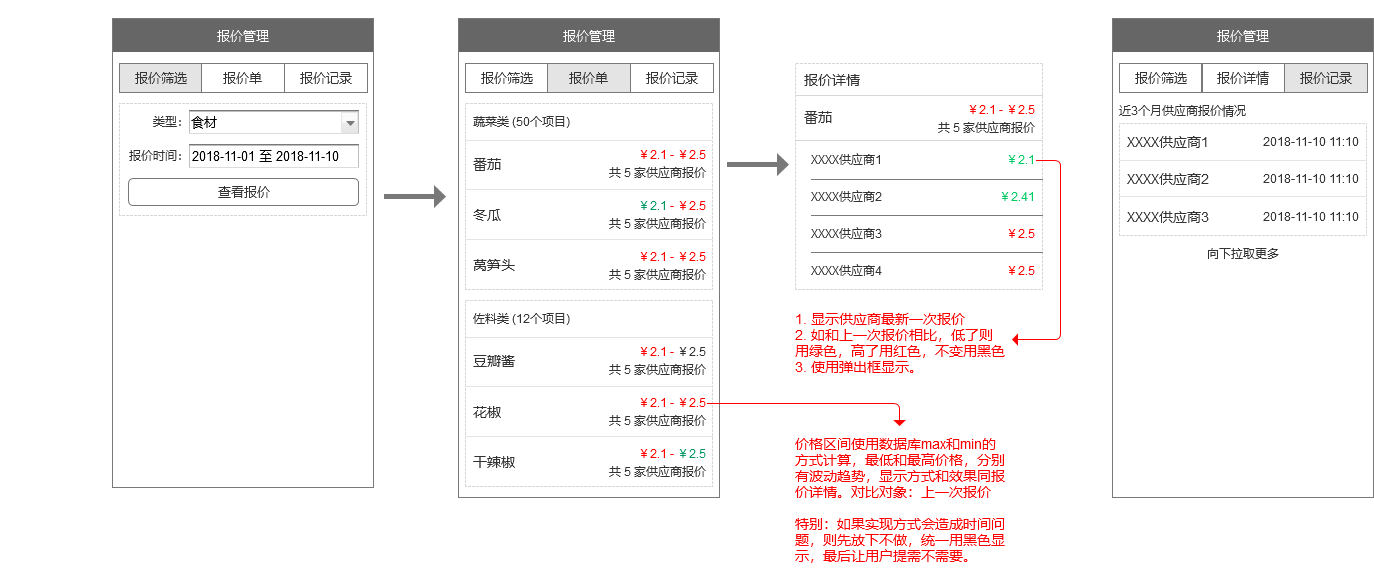 报价管理
报价筛选 报价单 报价记录
类型： 食材
报价时间： 2018-11-01 至 2018-11-10
查看报价
报价管理
报价筛选 报价单 报价记录
蔬菜类 (50个项目)
番茄
￥2.1 - ￥2.5
共 5 家供应商报价
冬瓜
￥2.1 - ￥2.5
共 5 家供应商报价
莴笋头
￥2.1 - ￥2.5
共 5 家供应商报价
佐料类 (12个项目)
豆瓣酱
￥2.1 - ￥2.5
共 5 家供应商报价
花椒
￥2.1 - ￥2.5
共 5 家供应商报价
干辣椒
￥2.1 - ￥2.5
共 5 家供应商报价
报价详情
番茄
￥2.1 - ￥2.5
共 5 家供应商报价
XXXX供应商1 ￥2.1
XXXX供应商2 ￥2.41
XXXX供应商3 ￥2.5
XXXX供应商4 ￥2.5
1. 显示供应商最新一次报价
2. 如和上一次报价相比，低了则
用绿色，高了用红色，不变用黑色
3. 使用弹出框显示。
价格区间使用数据库max和min的
方式计算，最低和最高价格，分别
有波动趋势，显示方式和效果同报
价详情。对比对象：上一次报价
特别：如果实现方式会造成时间问
题，则先放下不做，统一用黑色显
示，最后让用户提需不需要。
报价管理
报价筛选 报价详情 报价记录
近3个月供应商报价情况
XXXX供应商1 2018-11-10 11:10
XXXX供应商2 2018-11-10 11:10
XXXX供应商3 2018-11-10 11:10
向下拉取更多